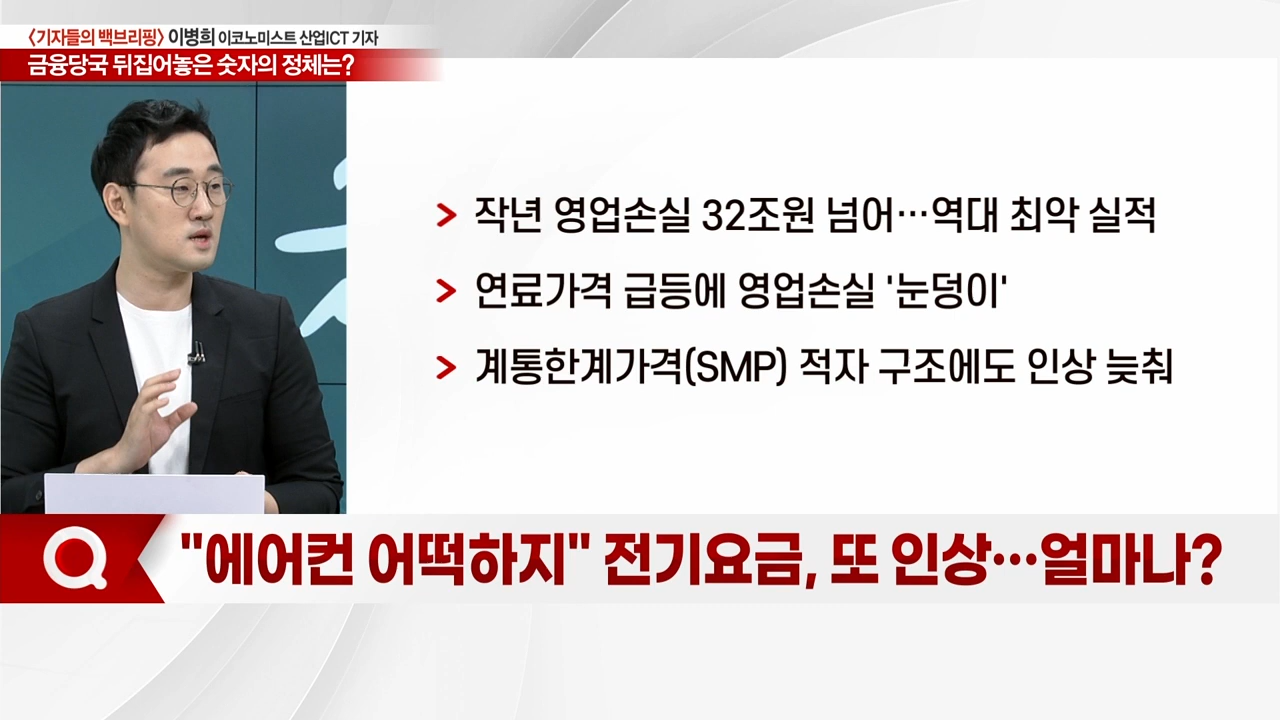 <기자들의 백브리핑> 이병희 이코노미스트 산업ICT 기자
금융당국 뒤집어놓은 숫자의 정체는?
> 작년 영업손실 32조원 넘어…역대 최악 실적
> 연료가격 급등에 영업손실 '눈덩이'
> 계통한계가격(SMP) 적자 구조에도 인상 늦춰
"에어컨 어떡하지" 전기요금, 또 인상…얼마나?